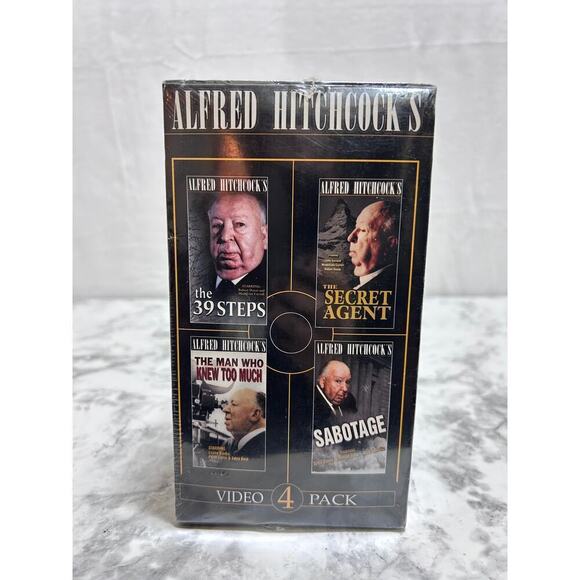 ALFRED HITCHCOCK'S
ALFRED HITCHCOCK'S
the
39 STEPS
ALFRED HITCHCOCK'S
THE
SECRET
AGENT
ALFRED HITCHCOCK'S
THE MAN WHO
KNEW TOO MUCH
ALFRED HITCHCOCK'S
SABOTAGE
VIDEO 4 PACK